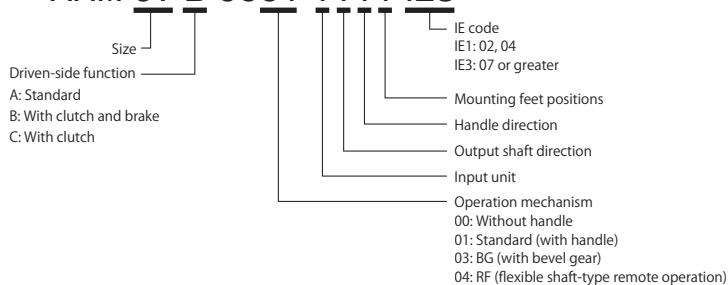 Size
Driven-side function
A: Standard
B: With clutch and brake
C: With clutch
IE code
IE1: 02, 04
IE3: 07 or greater
Mounting feet positions
Handle direction
Output shaft direction
Input unit
Operation mechanism
00: Without handle
01: Standard (with handle)
03: BG (with bevel gear)
04: RF (flexible shaft-type remote operation)